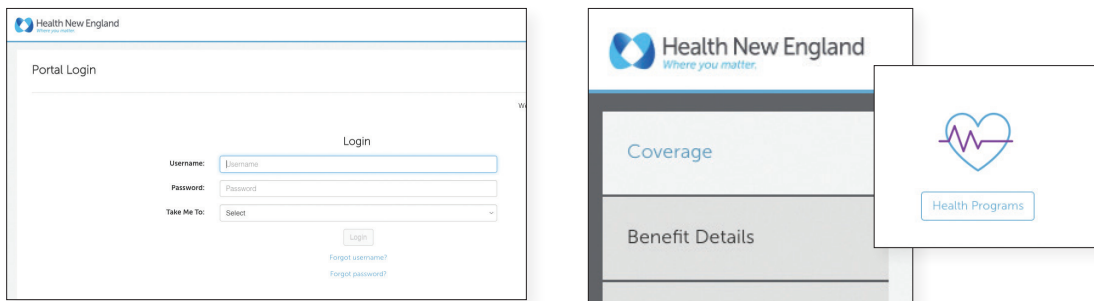 Health New England
Where you matter.
Portal Login
We
Login
Username:
Username
Password:
Password
Take Me To:
Select
Login
Forgot username?
Forgot password?
Health New England
Where you matter.
Coverage
Benefit Details
Health Programs